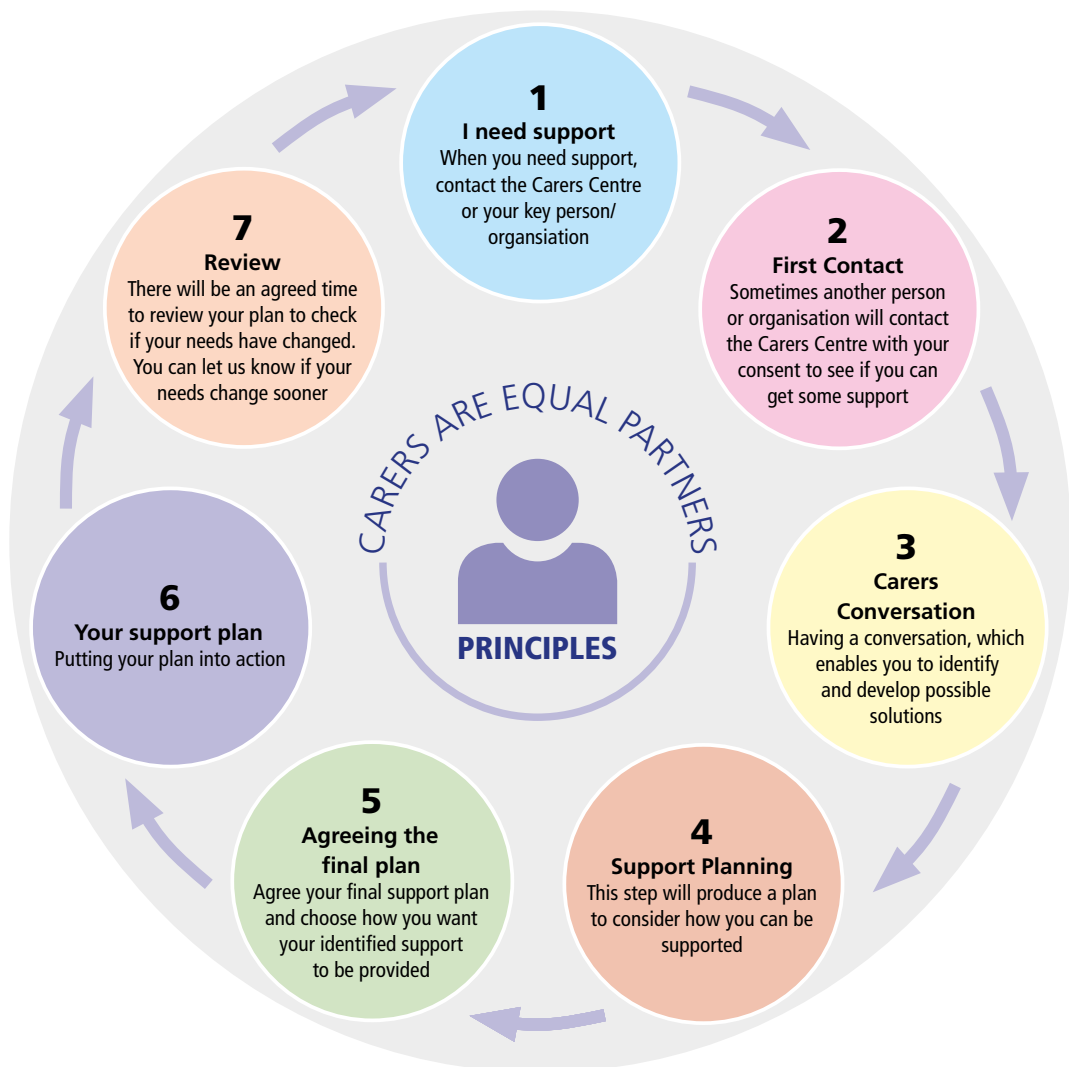 1
I need support
When you need support,
contact the Carers Centre
or your key person/
organsiation
2
First Contact
Sometimes another person
or organisation will contact
the Carers Centre with your
consent to see if you can
get some support
3
Carers
Conversation
Having a conversation, which
enables you to identify
and develop possible
solutions
4
Support Planning
This step will produce a plan
to consider how you can be
supported
5
Agreeing the
final plan
Agree your final support plan
and choose how you want
your identified support
to be provided
6
Your support plan
Putting your plan into action
7
Review
There will be an agreed time
to review your plan to check
if your needs have changed.
You can let us know if your
needs change sooner
CARERS ARE EQUAL PARTNERS
PRINCIPLES